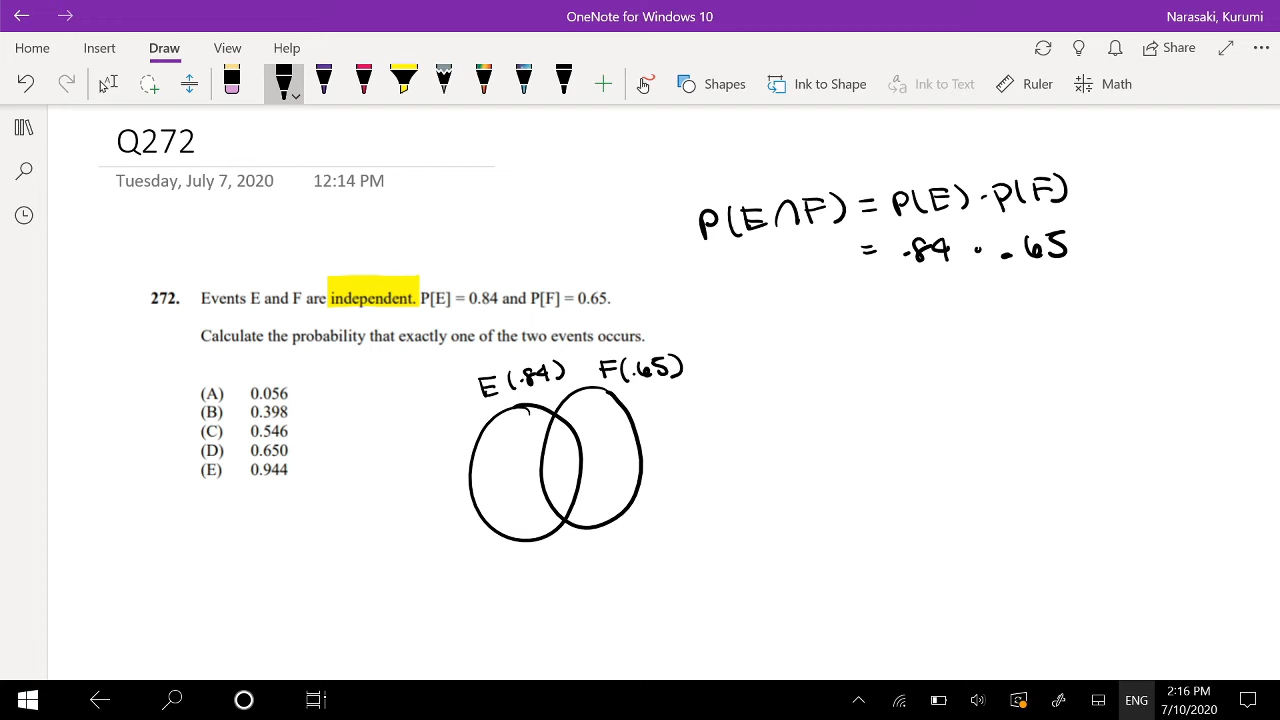 OneNote for Windows 10
Narasaki, Kurumi
Home Insert Draw View Help
Share
Shapes Ink to Shape Ink to Text Ruler Math
Q272
Tuesday, July 7, 2020 12:14 PM
P(E∩F) = P(E) · P(F)
= .84 · .65
272. Events E and F are independent. P[E] = 0.84 and P[F] = 0.65.
Calculate the probability that exactly one of the two events occurs.
E (.84) F(.65)
(A) 0.056
(B) 0.398
(C) 0.546
(D) 0.650
(E) 0.944
ENG
2:16 PM
7/10/2020